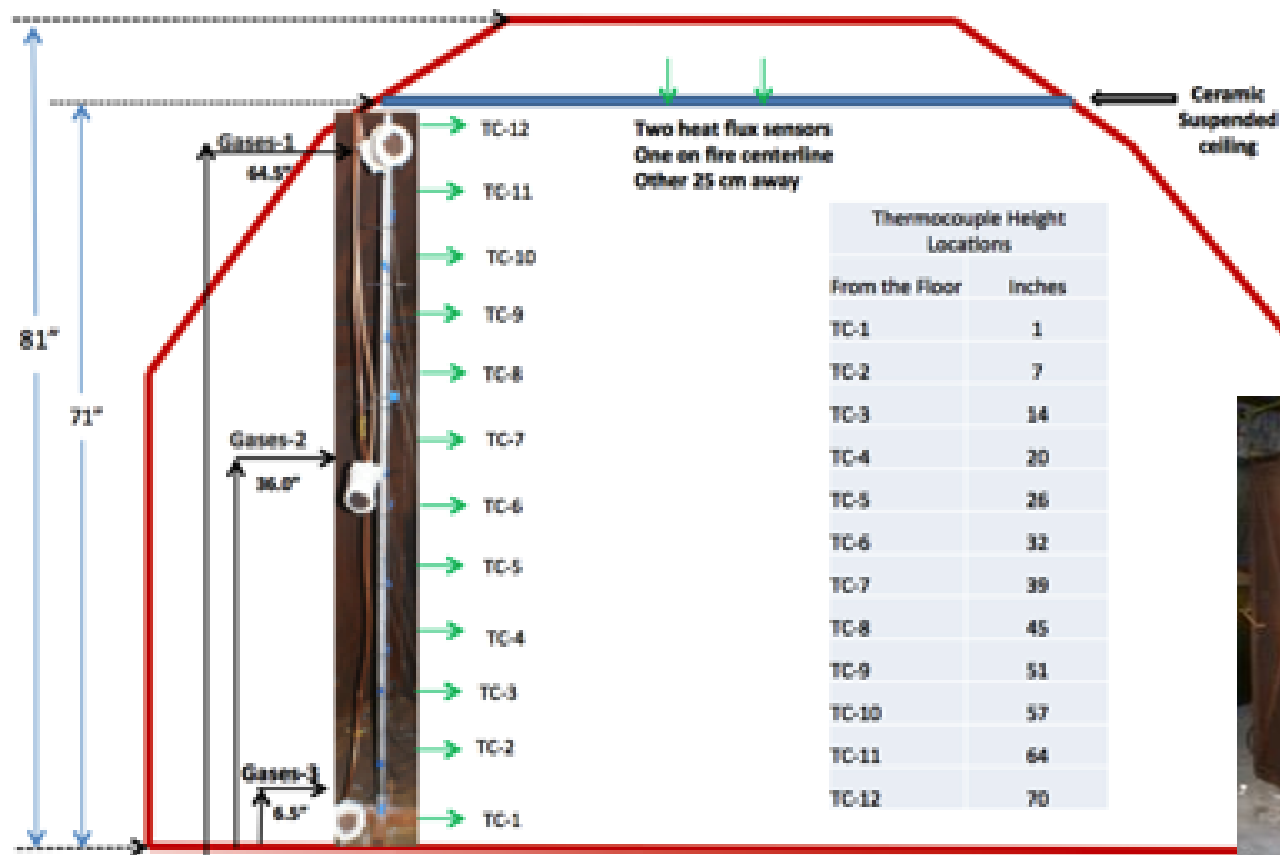 81"
71"
Gases-1
64.5"
Gases-2
36.0"
Gases-3
6.5"
TC-12
TC-11
TC-10
TC-9
TC-8
TC-7
TC-6
TC-5
TC-4
TC-3
TC-2
TC-1
Two heat flux sensors
One on fire centerline
Other 25 cm away
Ceramic
Suspended
ceiling
Thermocouple Height
Locations
From the Floor Inches
TC-1 1
TC-2 7
TC-3 14
TC-4 20
TC-5 26
TC-6 32
TC-7 39
TC-8 45
TC-9 51
TC-10 57
TC-11 64
TC-12 70